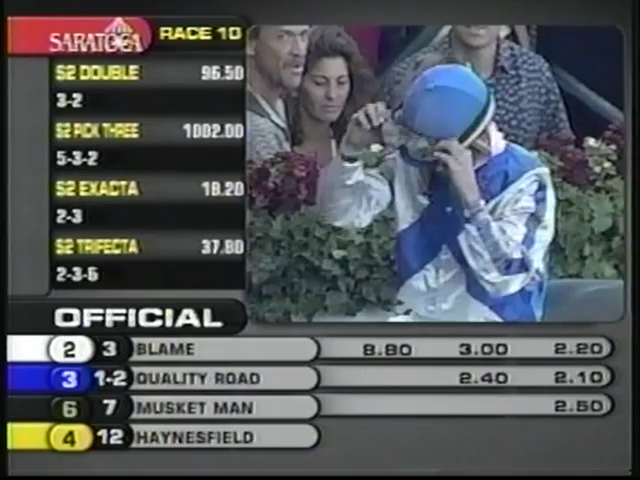 SARATOGA RACE 10
$2 DOUBLE 96.50
3-2
$2 PICK THREE 1002.00
5-3-2
$2 EXACTA 18.20
2-3
$2 TRIFECTA 37.80
2-3-6
OFFICIAL
2 3 BLAME 8.80 3.00 2.20
3 1-2 QUALITY ROAD 2.40 2.10
6 7 MUSKET MAN 2.50
4 12 HAYNESFIELD